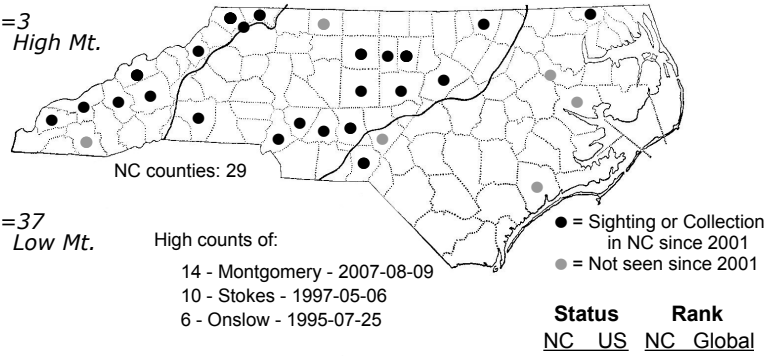 =3
High Mt.
NC counties: 29
=37
Low Mt.
High counts of:
14 - Montgomery - 2007-08-09
10 - Stokes - 1997-05-06
6 - Onslow - 1995-07-25
= Sighting or Collection
in NC since 2001
= Not seen since 2001
Status Rank
NC US NC Global